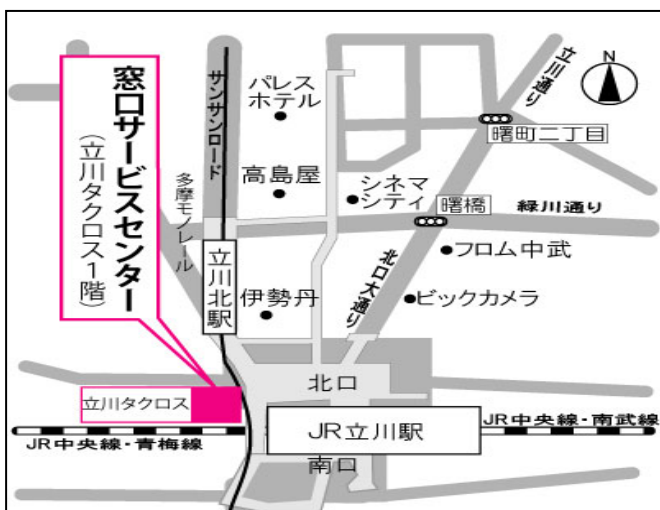 窓口サービスセンター
(立川タクロス1階)
サンサンロード
多摩モノレール
パレス
ホテル
高島屋
シネマ
シティ
立川通り
N
曙町二丁目
曙橋
緑川通り
フロム中武
北口大通り
ビックカメラ
立川北駅
伊勢丹
立川タクロス
北口
JR立川駅
南口
JR中央線・青梅線
JR中央線・南武線